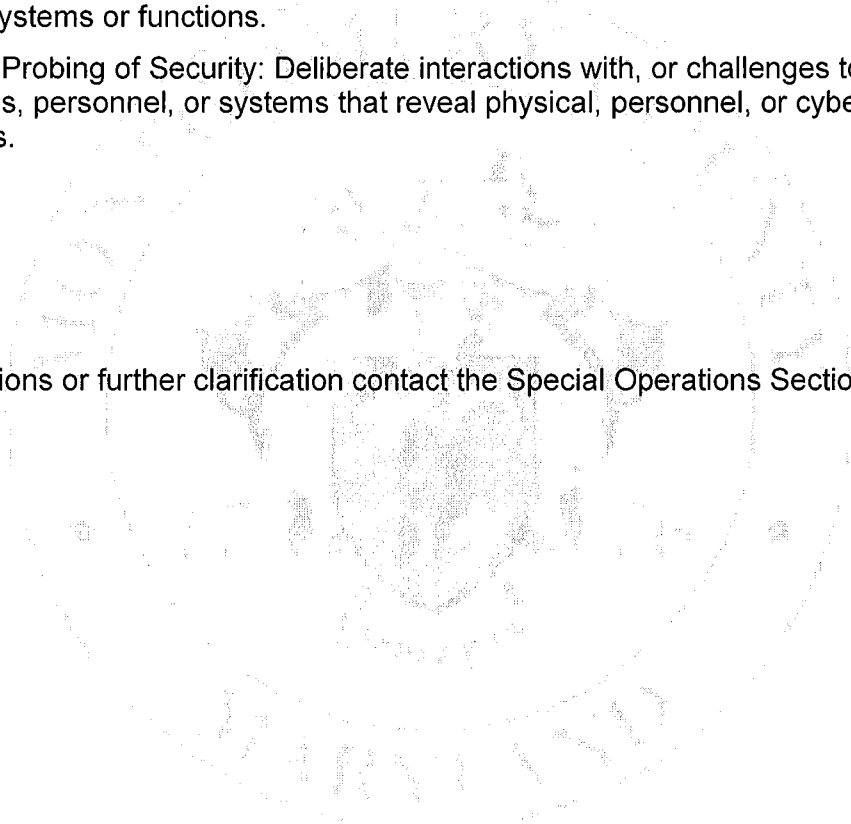 ystems or functions.
Probing of Security: Deliberate interactions with, or challenges to
s, personnel, or systems that reveal physical, personnel, or cybe
s.
ions or further clarification contact the Special Operations Sectio